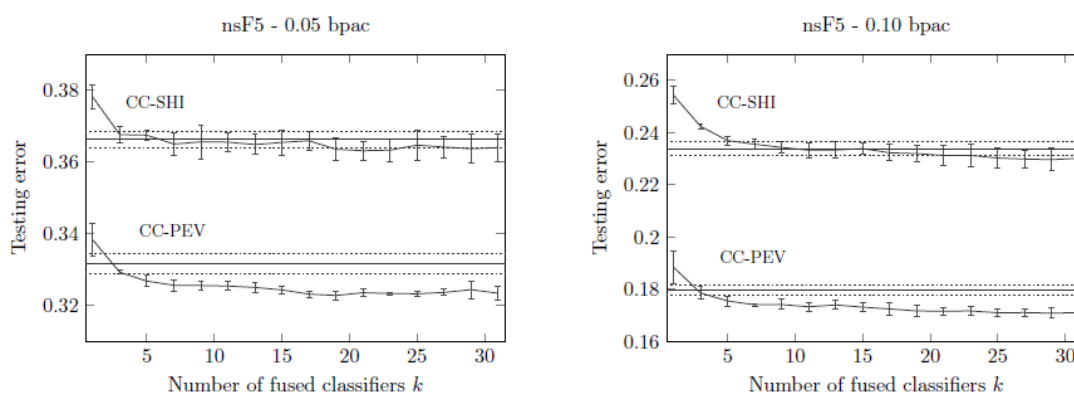 nsF5 - 0.05 bpac
0.38
0.36
0.34
0.32
Testing error
CC-SHI
CC-PEV
5 10 15 20 25 30
Number of fused classifiers k
nsF5 - 0.10 bpac
0.26
0.24
0.22
0.2
0.18
0.16
Testing error
CC-SHI
CC-PEV
5 10 15 20 25 30
Number of fused classifiers k